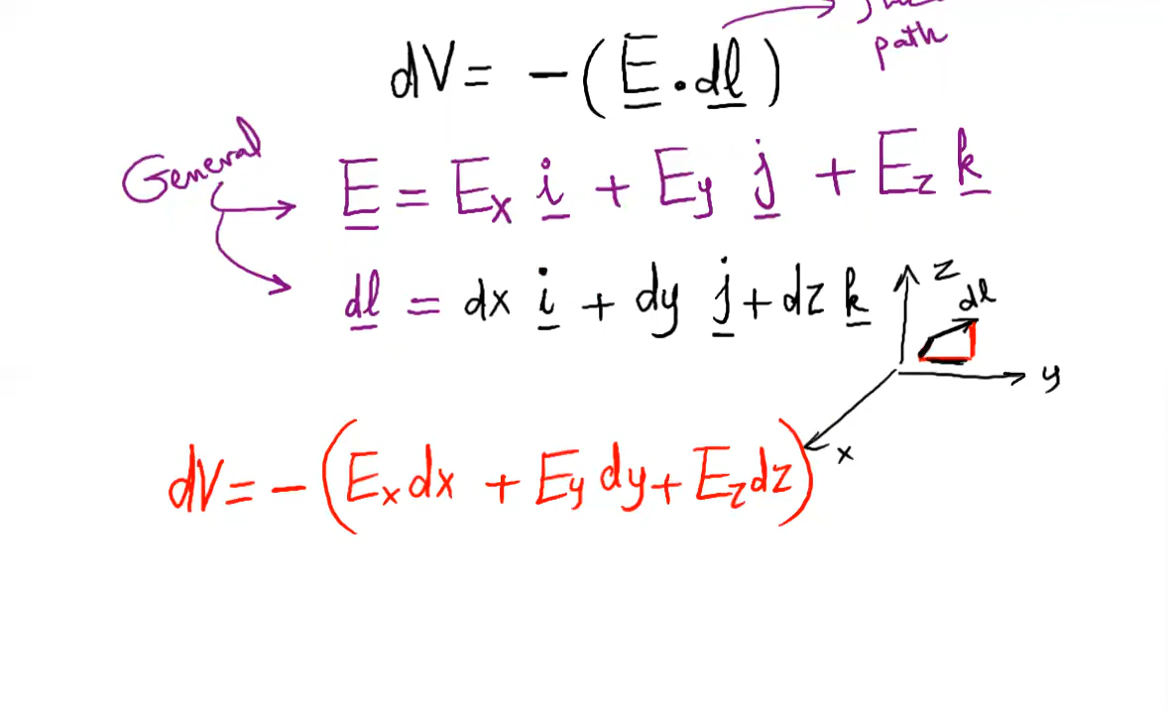 path
dV = - (E . dl)
General
E = Ex i + Ey j + Ez k
dl = dx i + dy j + dz k
z
dl
y
x
dV = - (Ex dx + Ey dy + Ez dz)